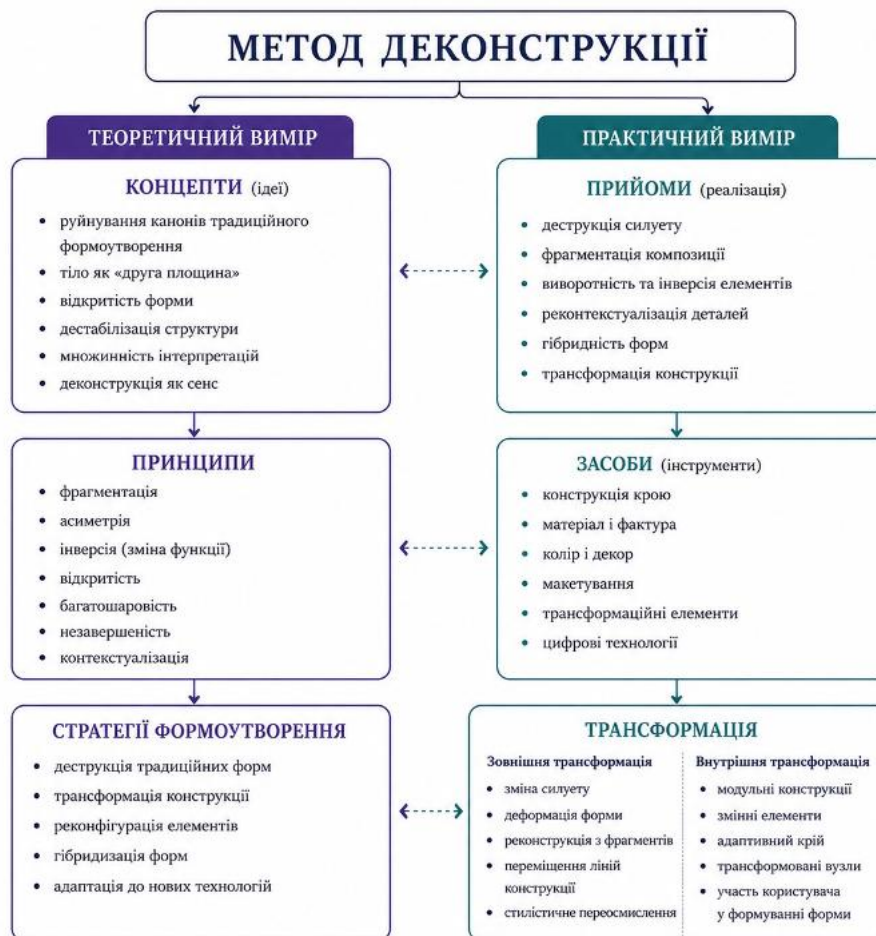 МЕТОД ДЕКОНСТРУКЦІЇ
ТЕОРЕТИЧНИЙ ВИМІР
КОНЦЕПТИ (ідеї)
• руйнування канонів традиційного
формоутворення
• тіло як «друга площина»
• відкритість форми
• дестабілізація структури
• множинність інтерпретацій
• деконструкція як сенс
ПРИНЦИПИ
• фрагментація
• асиметрія
• інверсія (зміна функції)
• відкритість
• багатошаровість
• незавершеність
• контекстуалізація
СТРАТЕГІЇ ФОРМОУТВОРЕННЯ
• деструкція традиційних форм
• трансформація конструкції
• реконфігурація елементів
• гібридизація форм
• адаптація до нових технологій
ПРАКТИЧНИЙ ВИМІР
ПРИЙОМИ (реалізація)
• деструкція силуету
• фрагментація композиції
• виворотність та інверсія елементів
• реконтекстуалізація деталей
• гібридність форм
• трансформація конструкції
ЗАСОБИ (інструменти)
• конструкція крою
• матеріал і фактура
• колір і декор
• макетування
• трансформаційні елементи
• цифрові технології
ТРАНСФОРМАЦІЯ
Зовнішня трансформація
• зміна силуету
• деформація форми
• реконструкція з фрагментів
• переміщення ліній
конструкції
• стилістичне переосмислення
Внутрішня трансформація
• модульні конструкції
• змінні елементи
• адаптивний крій
• трансформовані вузли
• участь користувача
у формуванні форми